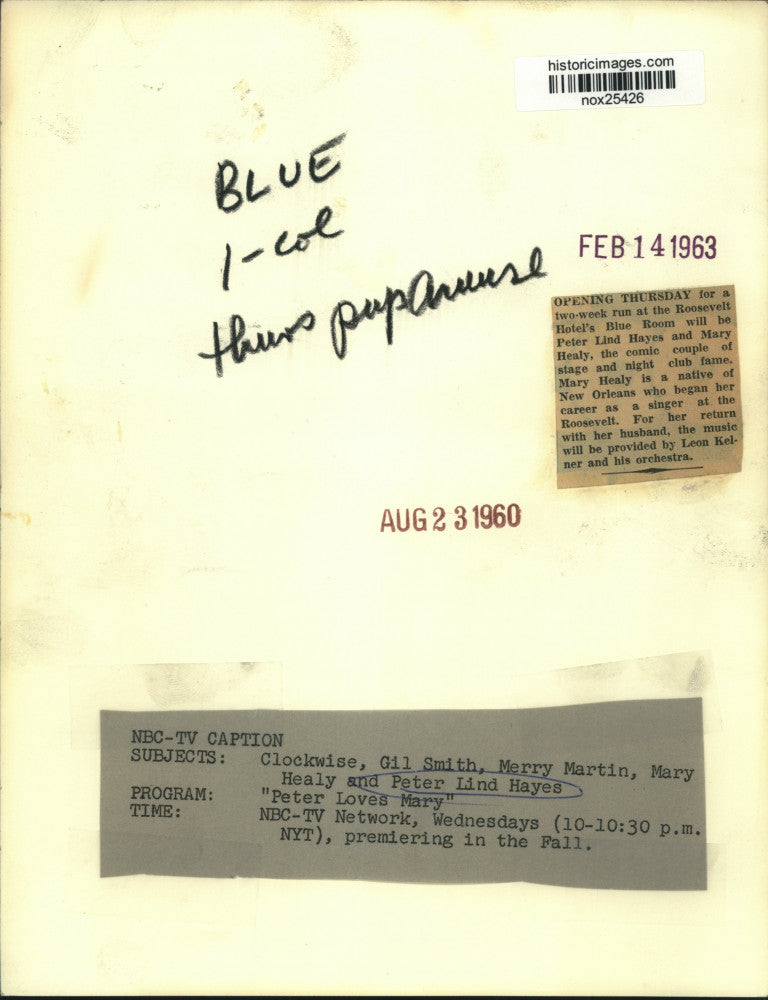 historicimages.com
nox25426
BLUE
1-col
thurs
FEB 14 1963
OPENING THURSDAY for a
two-week run at the Roosevelt
Hotel's Blue Room will be
Peter Lind Hayes and Mary
Healy, the comic couple of
stage and night club fame.
Mary Healy is a native of
New Orleans who began her
career as a singer at the
Roosevelt. For her return
with her husband, the music
will be provided by Leon Kel-
ner and his orchestra.
AUG 23 1960
NBC-TV CAPTION
SUBJECTS: Clockwise, Gil Smith, Merry Martin, Mary
Healy and Peter Lind Hayes
PROGRAM: "Peter Loves Mary"
TIME: NBC-TV Network, Wednesdays (10-10:30 p.m.
NYT), premiering in the Fall.